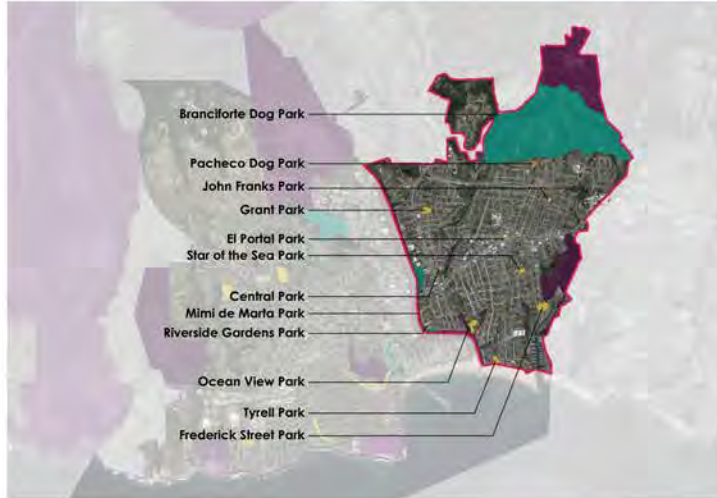 Branciforte Dog Park
Pacheco Dog Park
John Franks Park
Grant Park
El Portal Park
Star of the Sea Park
Central Park
Mimi de Marta Park
Riverside Gardens Park
Ocean View Park
Tyrell Park
Frederick Street Park